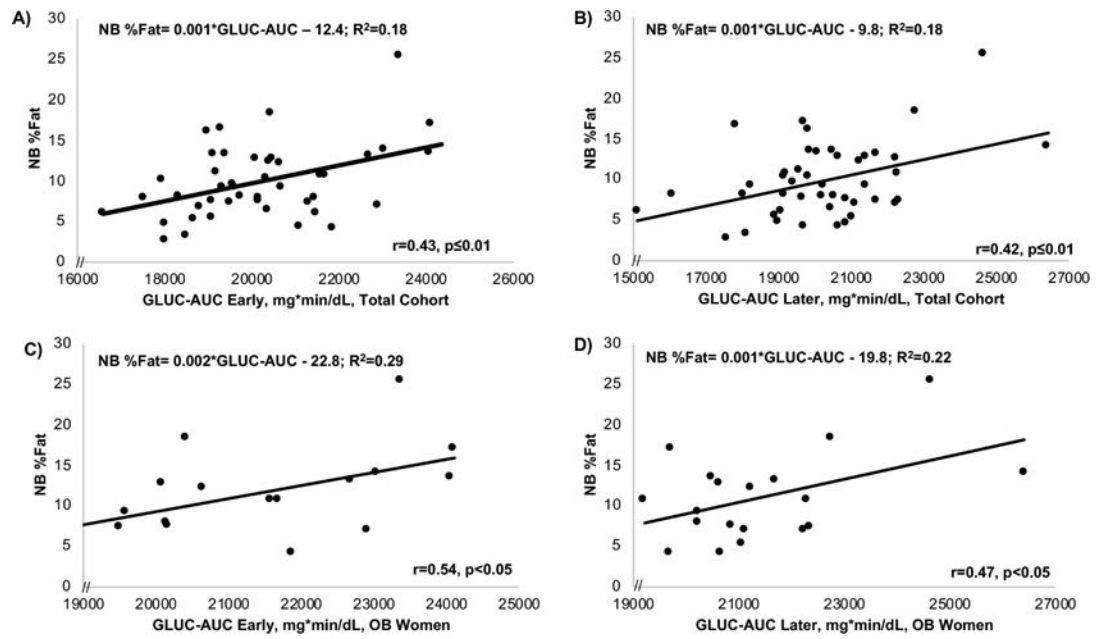 A)
NB %Fat= 0.001*GLUC-AUC – 12.4; R²=0.18
NB %Fat
30
25
20
15
10
5
0
r=0.43, p≤0.01
16000 18000 20000 22000 24000 26000
GLUC-AUC Early, mg*min/dL, Total Cohort
B)
NB %Fat= 0.001*GLUC-AUC - 9.8; R²=0.18
NB %Fat
30
25
20
15
10
5
0
r=0.42, p≤0.01
15000 17000 19000 21000 23000 25000 27000
GLUC-AUC Later, mg*min/dL, Total Cohort
C)
NB %Fat= 0.002*GLUC-AUC - 22.8; R²=0.29
NB %Fat
30
25
20
15
10
5
0
r=0.54, p<0.05
19000 20000 21000 22000 23000 24000 25000
GLUC-AUC Early, mg*min/dL, OB Women
D)
NB %Fat= 0.001*GLUC-AUC - 19.8; R²=0.22
NB %Fat
30
25
20
15
10
5
0
r=0.47, p<0.05
19000 21000 23000 25000 27000
GLUC-AUC Later, mg*min/dL, OB Women